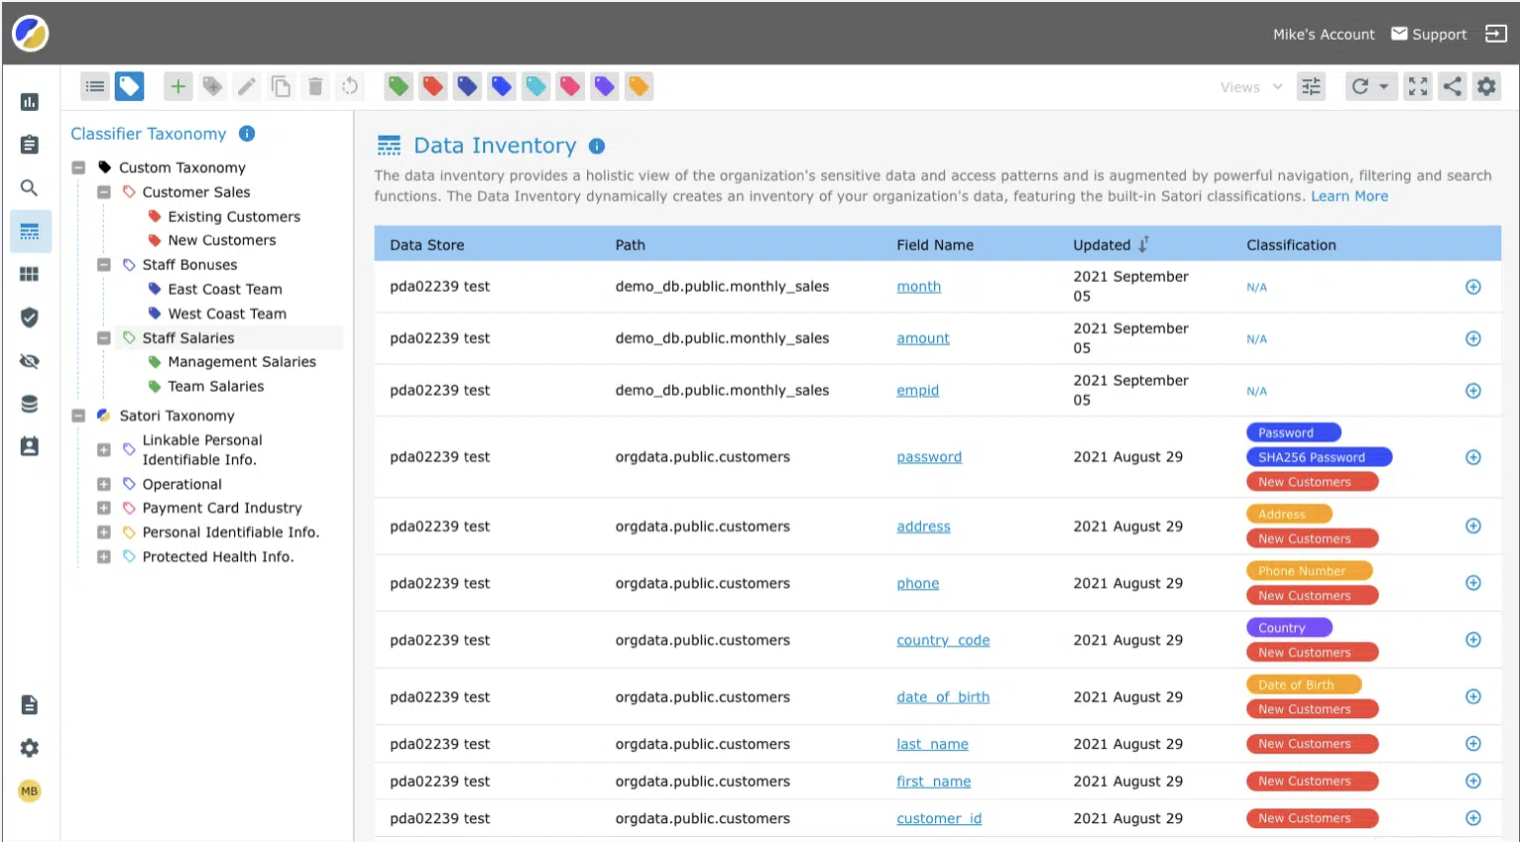 Mike's Account Support
Views
Classifier Taxonomy
Custom Taxonomy
Customer Sales
Existing Customers
New Customers
Staff Bonuses
East Coast Team
West Coast Team
Staff Salaries
Management Salaries
Team Salaries
Satori Taxonomy
Linkable Personal
Identifiable Info.
Operational
Payment Card Industry
Personal Identifiable Info.
Protected Health Info.
MB
Data Inventory
The data inventory provides a holistic view of the organization's sensitive data and access patterns and is augmented by powerful navigation, filtering and search
functions. The Data Inventory dynamically creates an inventory of your organization's data, featuring the built-in Satori classifications. Learn More
Data Store Path Field Name Updated Classification
pda02239 test demo_db.public.monthly_sales month 2021 September
05 N/A
pda02239 test demo_db.public.monthly_sales amount 2021 September
05 N/A
pda02239 test demo_db.public.monthly_sales empid 2021 September
05 N/A
pda02239 test orgdata.public.customers password 2021 August 29 Password
SHA256 Password
New Customers
pda02239 test orgdata.public.customers address 2021 August 29 Address
New Customers
pda02239 test orgdata.public.customers phone 2021 August 29 Phone Number
New Customers
pda02239 test orgdata.public.customers country_code 2021 August 29 Country
New Customers
pda02239 test orgdata.public.customers date_of_birth 2021 August 29 Date of Birth
New Customers
pda02239 test orgdata.public.customers last_name 2021 August 29 New Customers
pda02239 test orgdata.public.customers first_name 2021 August 29 New Customers
pda02239 test orgdata.public.customers customer_id 2021 August 29 New Customers